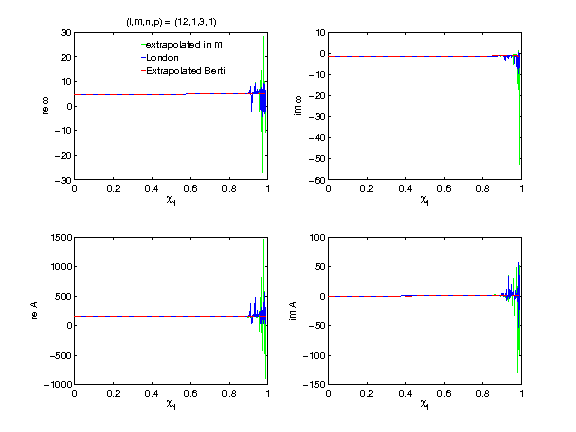 (l,m,n,p) = (12,1,3,1)
30
20
10
0
−10
−20
−30
re ω
extrapolated in m
London
Extrapolated Berti
0 0.2 0.4 0.6 0.8 1
χf
10
0
−10
−20
−30
−40
−50
−60
im ω
0 0.2 0.4 0.6 0.8 1
χf
1500
1000
500
0
−500
−1000
re A
0 0.2 0.4 0.6 0.8 1
χf
100
50
0
−50
−100
−150
im A
0 0.2 0.4 0.6 0.8 1
χf